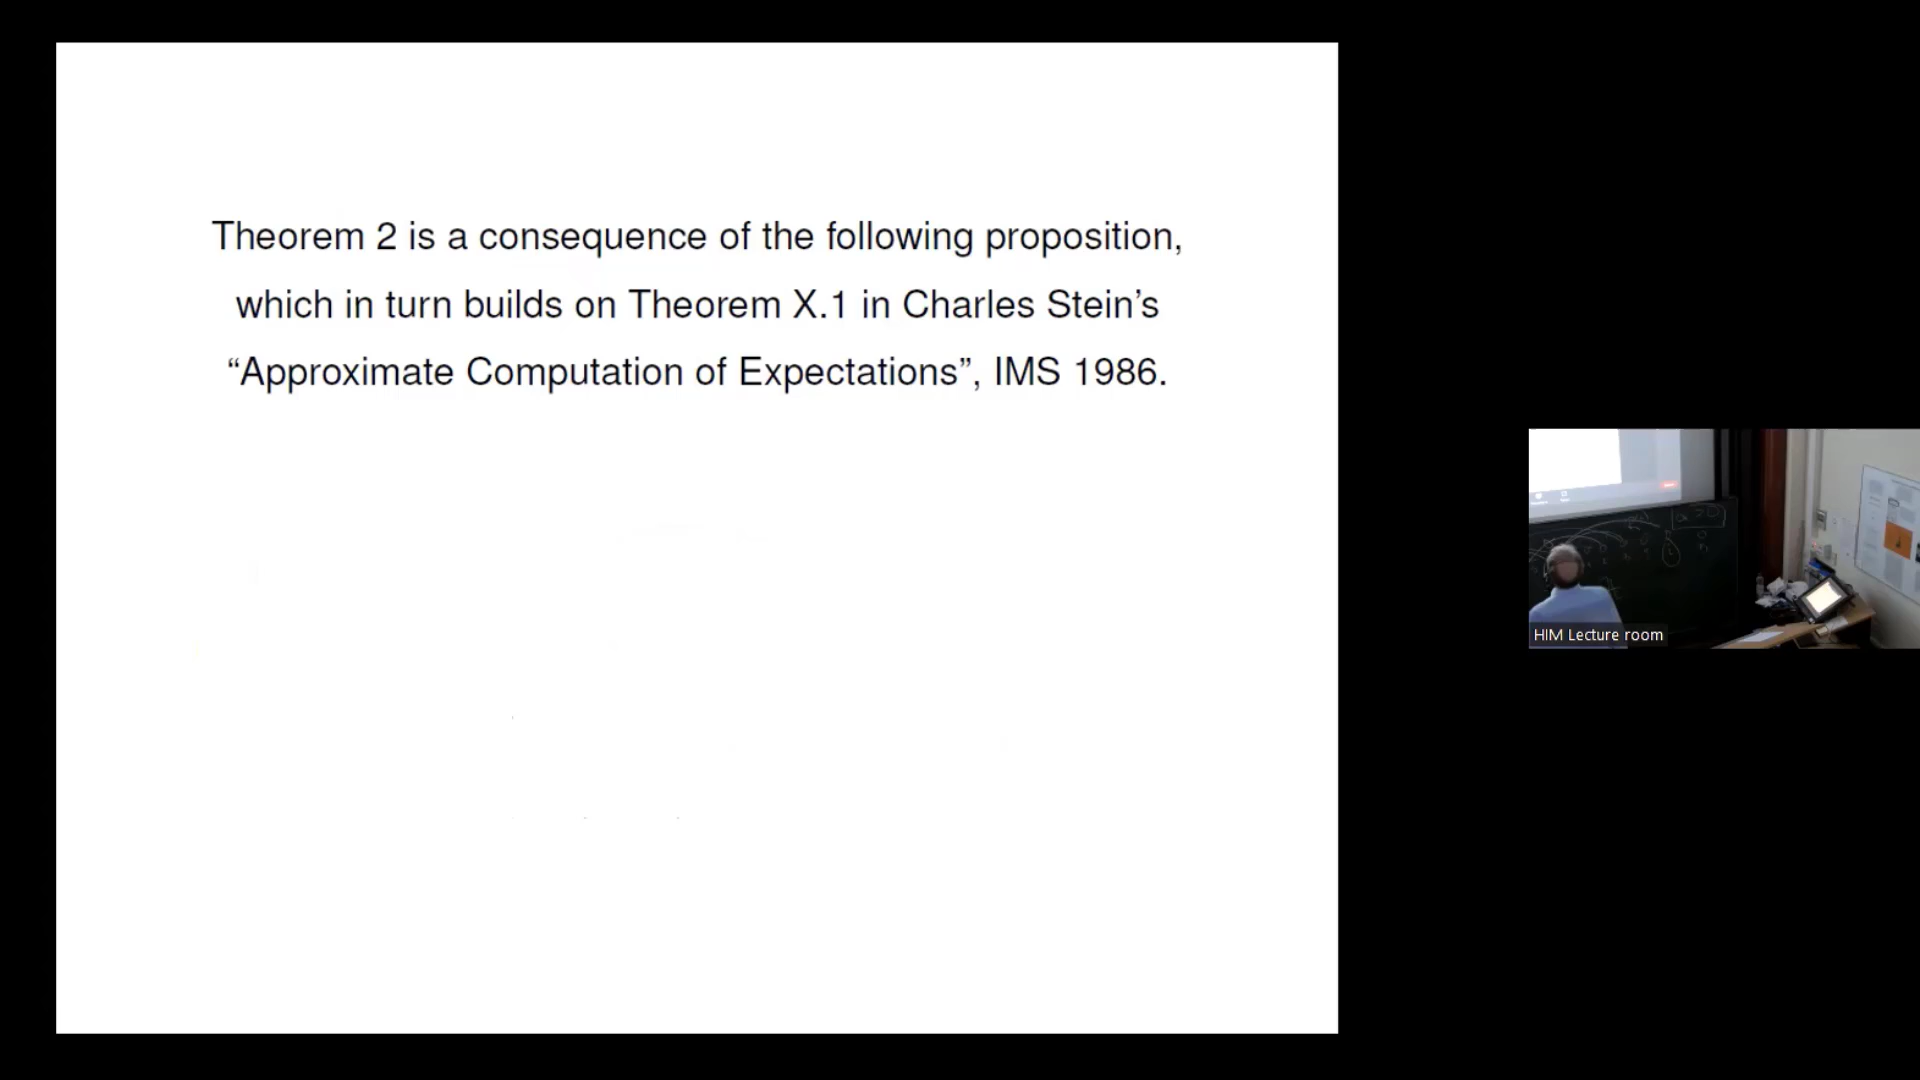 Theorem 2 is a consequence of the following proposition,
which in turn builds on Theorem X.1 in Charles Stein’s
“Approximate Computation of Expectations”, IMS 1986.
HIM Lecture room